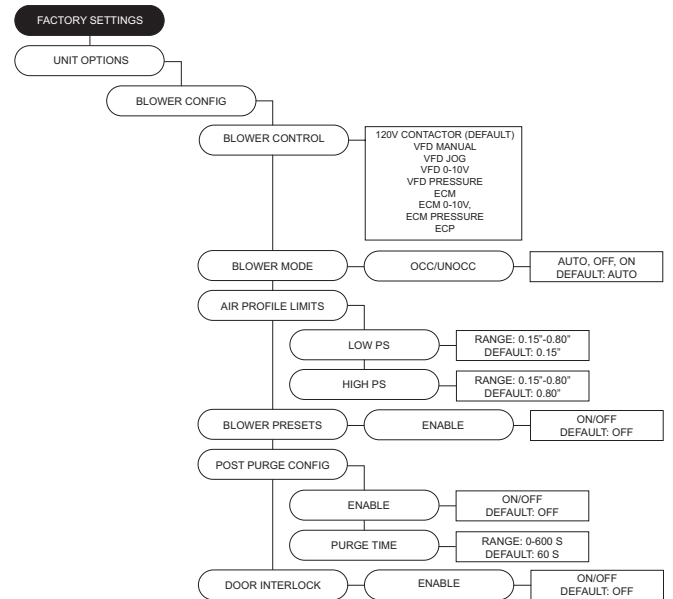 FACTORY SETTINGS
UNIT OPTIONS
BLOWER CONFIG
BLOWER CONTROL
120V CONTACTOR (DEFAULT)
VFD MANUAL
VFD JOG
VFD 0-10V
VFD PRESSURE
ECM
ECM 0-10V,
ECM PRESSURE
ECP
BLOWER MODE
OCC/UNOCC
AUTO, OFF, ON
DEFAULT: AUTO
AIR PROFILE LIMITS
LOW PS
RANGE: 0.15”-0.80”
DEFAULT: 0.15”
HIGH PS
RANGE: 0.15”-0.80”
DEFAULT: 0.80”
BLOWER PRESETS
ENABLE
ON/OFF
DEFAULT: OFF
POST PURGE CONFIG
ENABLE
ON/OFF
DEFAULT: OFF
PURGE TIME
RANGE: 0-600 S
DEFAULT: 60 S
DOOR INTERLOCK
ENABLE
ON/OFF
DEFAULT: OFF